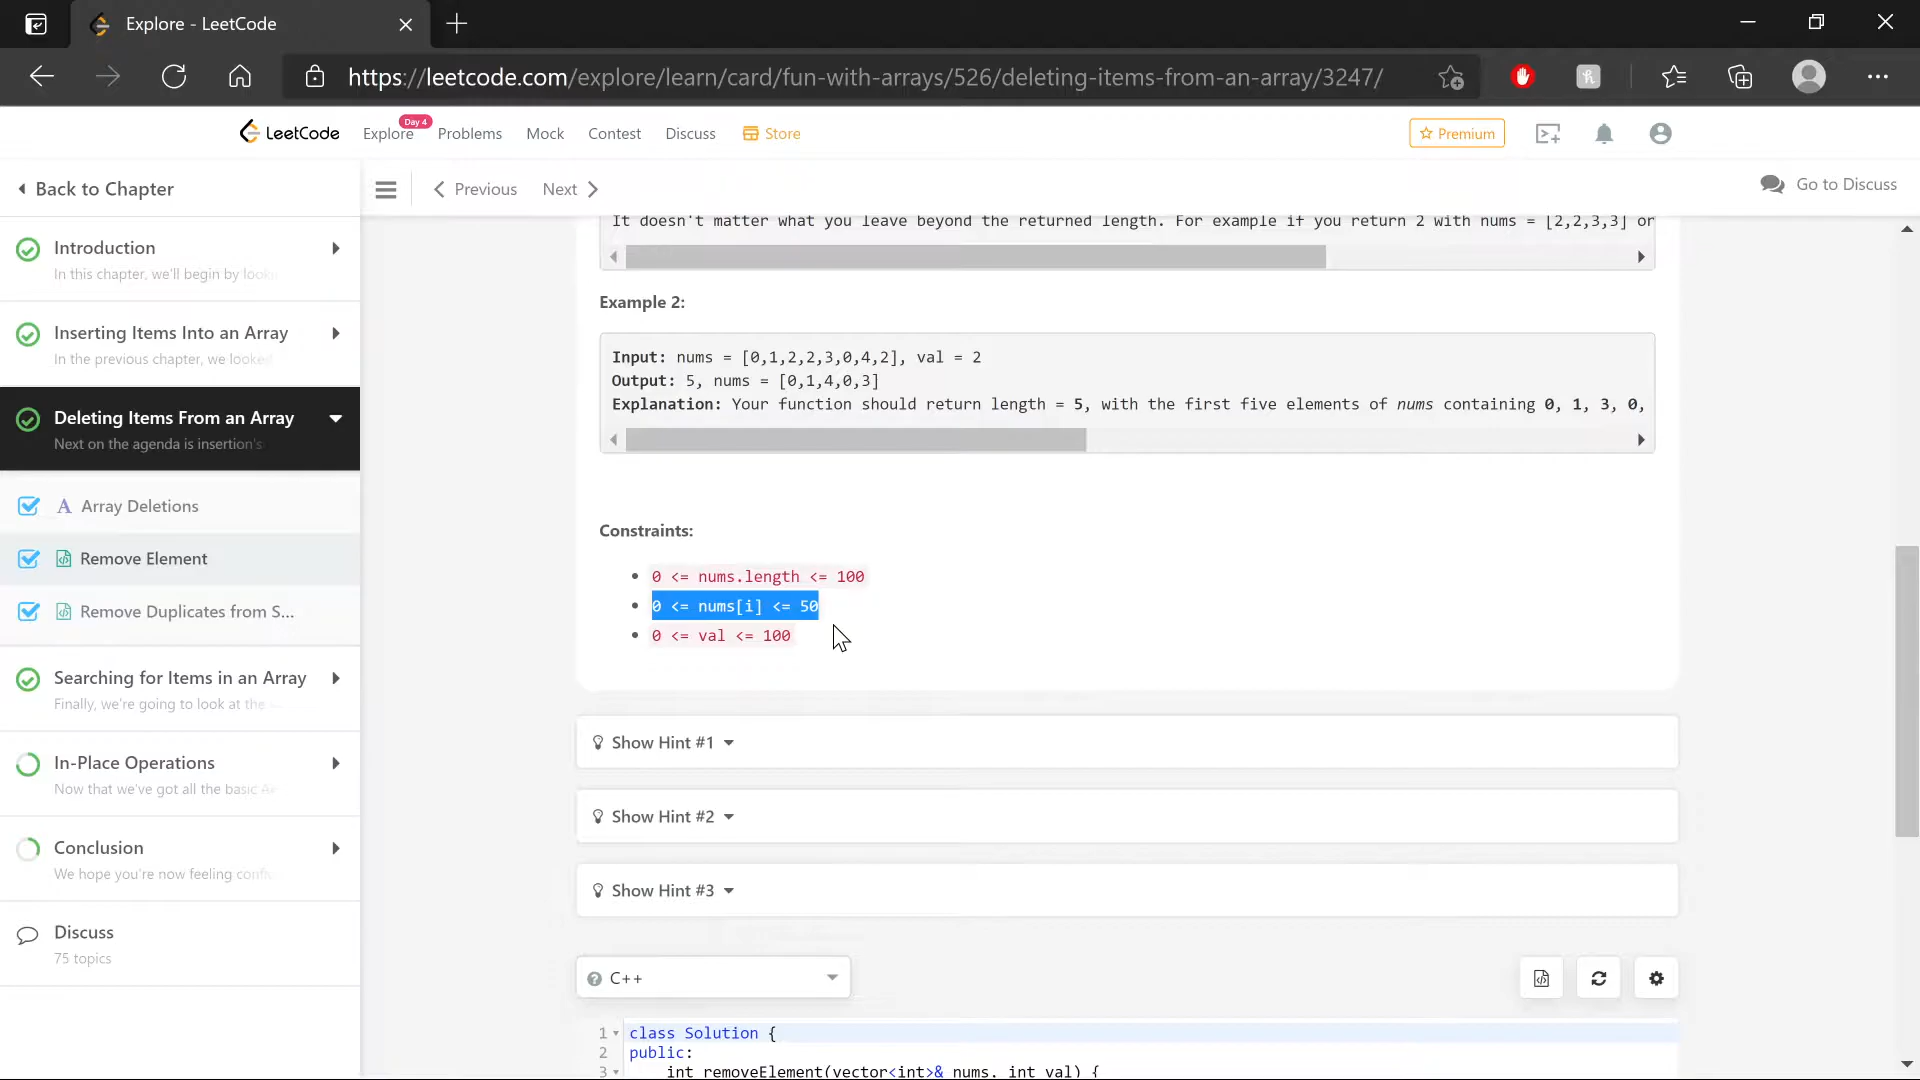 Explore - LeetCode
https://leetcode.com/explore/learn/card/fun-with-arrays/526/deleting-items-from-an-array/3247/
LeetCode Explore Day 4 Problems Mock Contest Discuss Store Premium
Back to Chapter
Previous Next
Go to Discuss
Introduction
In this chapter, we'll begin by
Inserting Items Into an Array
In the previous chapter, we looked
Deleting Items From an Array
Next on the agenda is insertion's
Array Deletions
Remove Element
Remove Duplicates from S...
Searching for Items in an Array
Finally, we're going to look at the
In-Place Operations
Now that we've got all the basic
Conclusion
We hope you're now feeling
Discuss
75 topics
It doesn't matter what you leave beyond the returned length. For example if you return 2 with nums = [2,2,3,3] or
Example 2:
Input: nums = [0,1,2,2,3,0,4,2], val = 2
Output: 5, nums = [0,1,4,0,3]
Explanation: Your function should return length = 5, with the first five elements of nums containing 0, 1, 3, 0,
Constraints:
0 <= nums.length <= 100
0 <= nums[i] <= 50
0 <= val <= 100
Show Hint #1
Show Hint #2
Show Hint #3
C++
1 class Solution {
2 public:
3 int removeElement(vector<int>& nums, int val) {